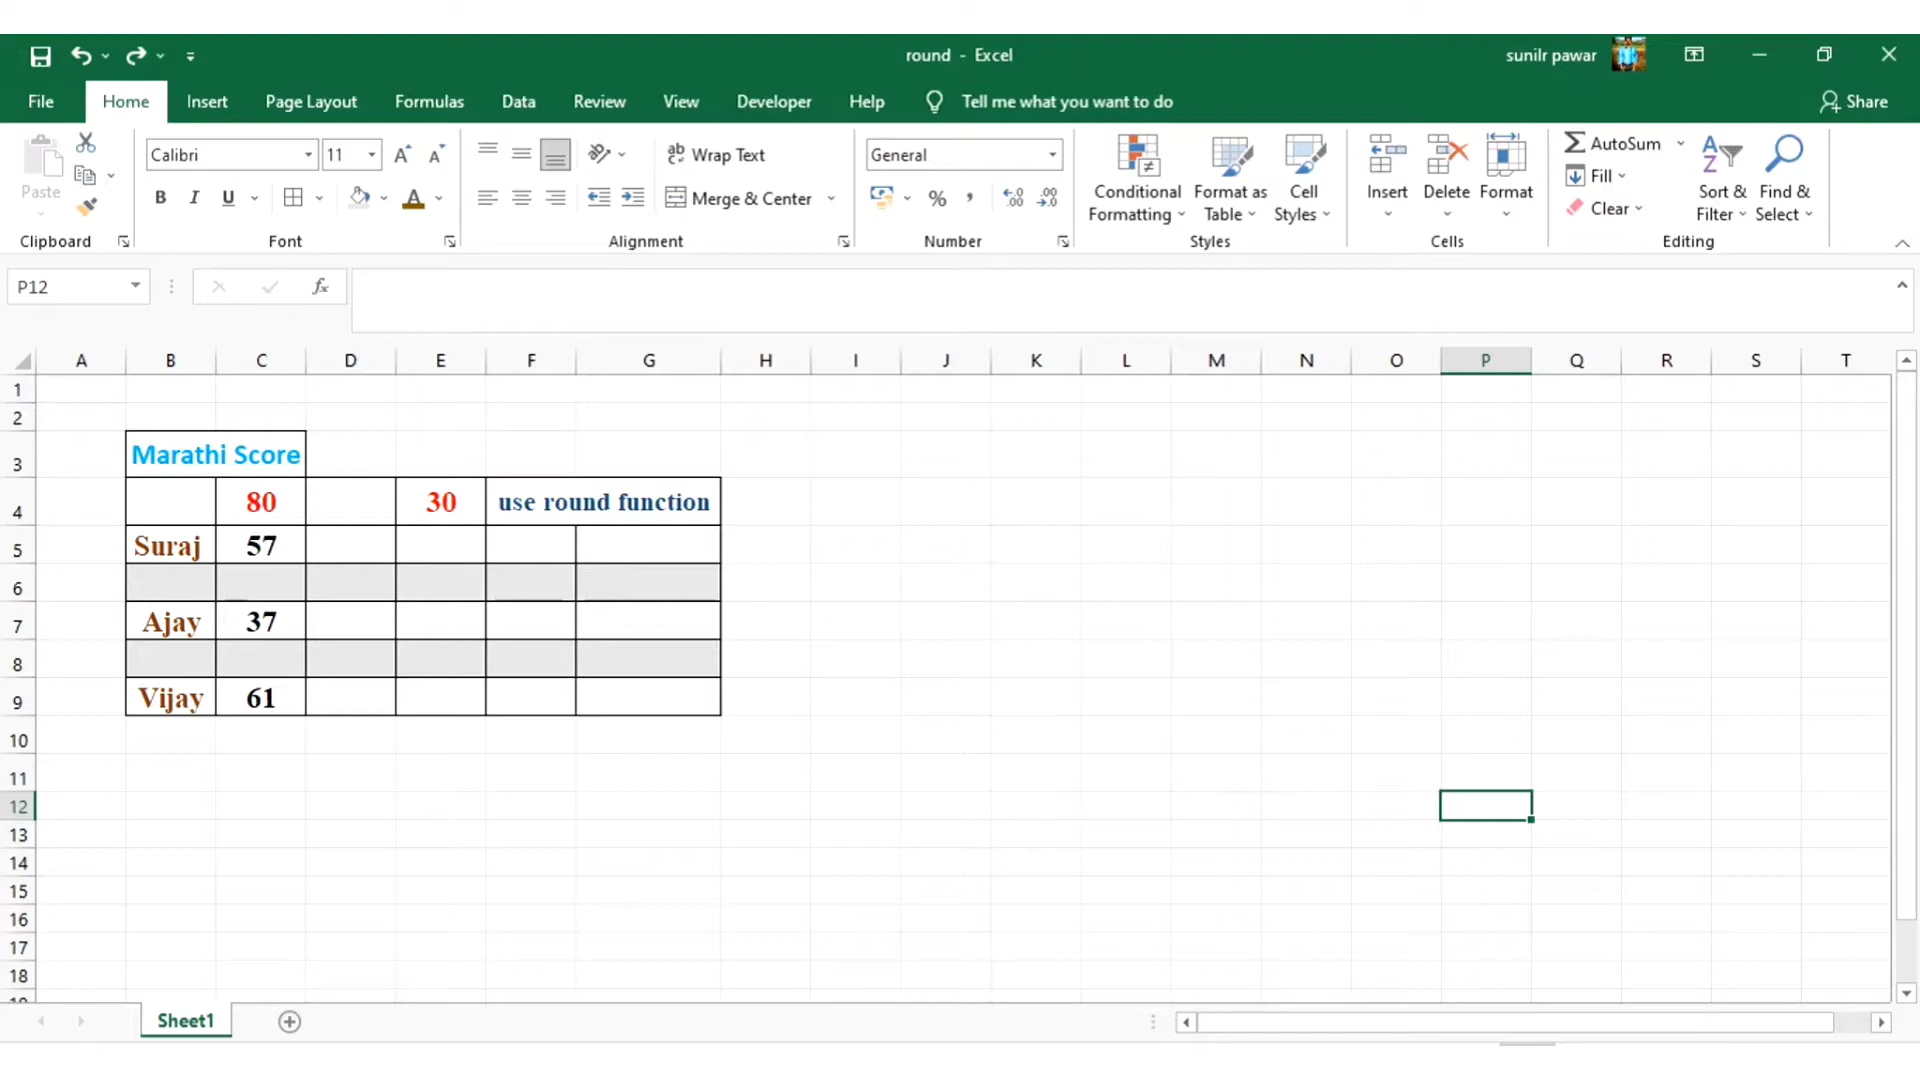 round - Excel
sunilr pawar
File Home Insert Page Layout Formulas Data Review View Developer Help Tell me what you want to do Share
Paste
Clipboard
Calibri 11
B I U A
Font
ab Wrap Text
Merge & Center
Alignment
General
% ,
Number
Conditional Formatting
Format as Table
Cell Styles
Styles
Insert Delete Format
Cells
AutoSum
Fill
Clear
Sort & Filter
Find & Select
Editing
P12 fx
A B C D E F G H I J K L M N O P Q R S T
1
2
3 Marathi Score
4 80 30 use round function
5 Suraj 57
6
7 Ajay 37
8
9 Vijay 61
10
11
12
13
14
15
16
17
18
Sheet1